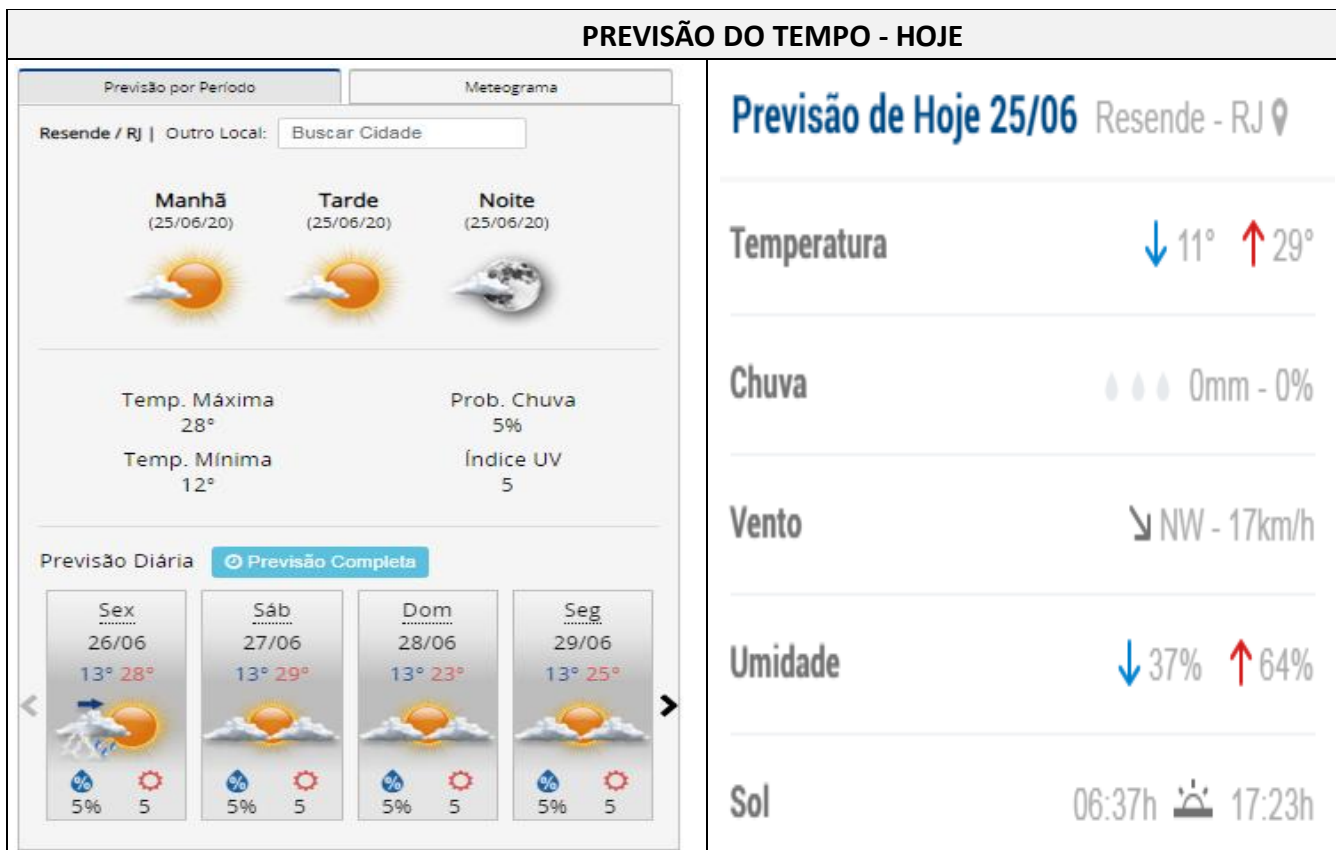 PREVISÃO DO TEMPO - HOJE
Previsão por Período
Meteograma
Resende / RJ | Outro Local: Buscar Cidade
Manhã Tarde Noite
(25/06/20) (25/06/20) (25/06/20)
Temp. Máxima Prob. Chuva
28° 5%
Temp. Mínima Índice UV
12° 5
Previsão Diária Previsão Completa
Sex Sáb Dom Seg
26/06 27/06 28/06 29/06
13° 28° 13° 29° 13° 23° 13° 25°
% % % %
5% 5 5% 5 5% 5 5% 5
Previsão de Hoje 25/06 Resende - RJ
Temperatura 11° 29°
Chuva 0mm - 0%
Vento NW - 17km/h
Umidade 37% 64%
Sol 06:37h 17:23h